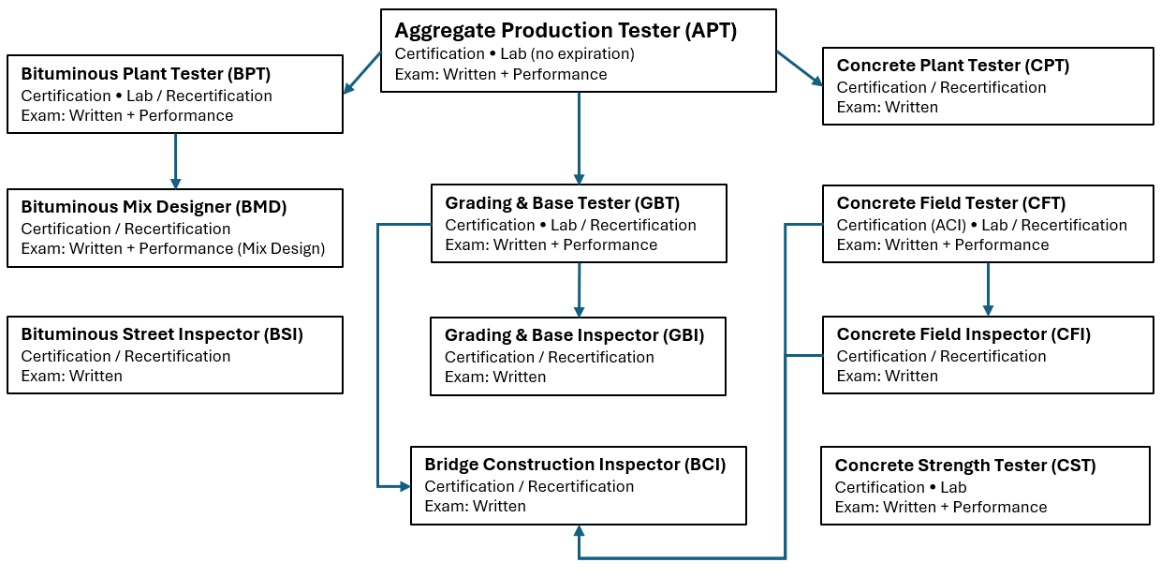 Aggregate Production Tester (APT)
Certification • Lab (no expiration)
Exam: Written + Performance
Bituminous Plant Tester (BPT)
Certification • Lab / Recertification
Exam: Written + Performance
Concrete Plant Tester (CPT)
Certification / Recertification
Exam: Written
Bituminous Mix Designer (BMD)
Certification / Recertification
Exam: Written + Performance (Mix Design)
Grading & Base Tester (GBT)
Certification • Lab / Recertification
Exam: Written + Performance
Concrete Field Tester (CFT)
Certification (ACI) • Lab / Recertification
Exam: Written + Performance
Bituminous Street Inspector (BSI)
Certification / Recertification
Exam: Written
Grading & Base Inspector (GBI)
Certification / Recertification
Exam: Written
Concrete Field Inspector (CFI)
Certification / Recertification
Exam: Written
Bridge Construction Inspector (BCI)
Certification / Recertification
Exam: Written
Concrete Strength Tester (CST)
Certification • Lab
Exam: Written + Performance